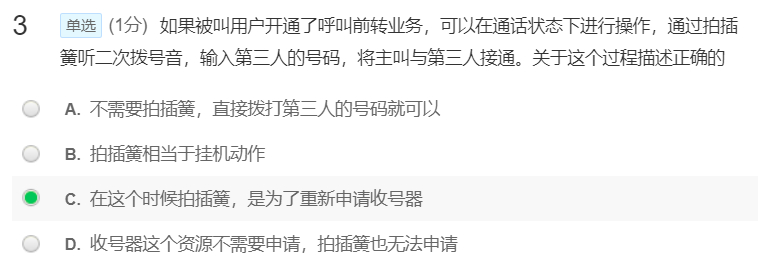 3 单选 (1分) 如果被叫用户开通了呼叫前转业务，可以在通话状态下进行操作，通过拍插
簧听二次拨号音，输入第三人的号码，将主叫与第三人接通。关于这个过程描述正确的
A. 不需要拍插簧，直接拨打第三人的号码就可以
B. 拍插簧相当于挂机动作
C. 在这个时候拍插簧，是为了重新申请收号器
D. 收号器这个资源不需要申请，拍插簧也无法申请